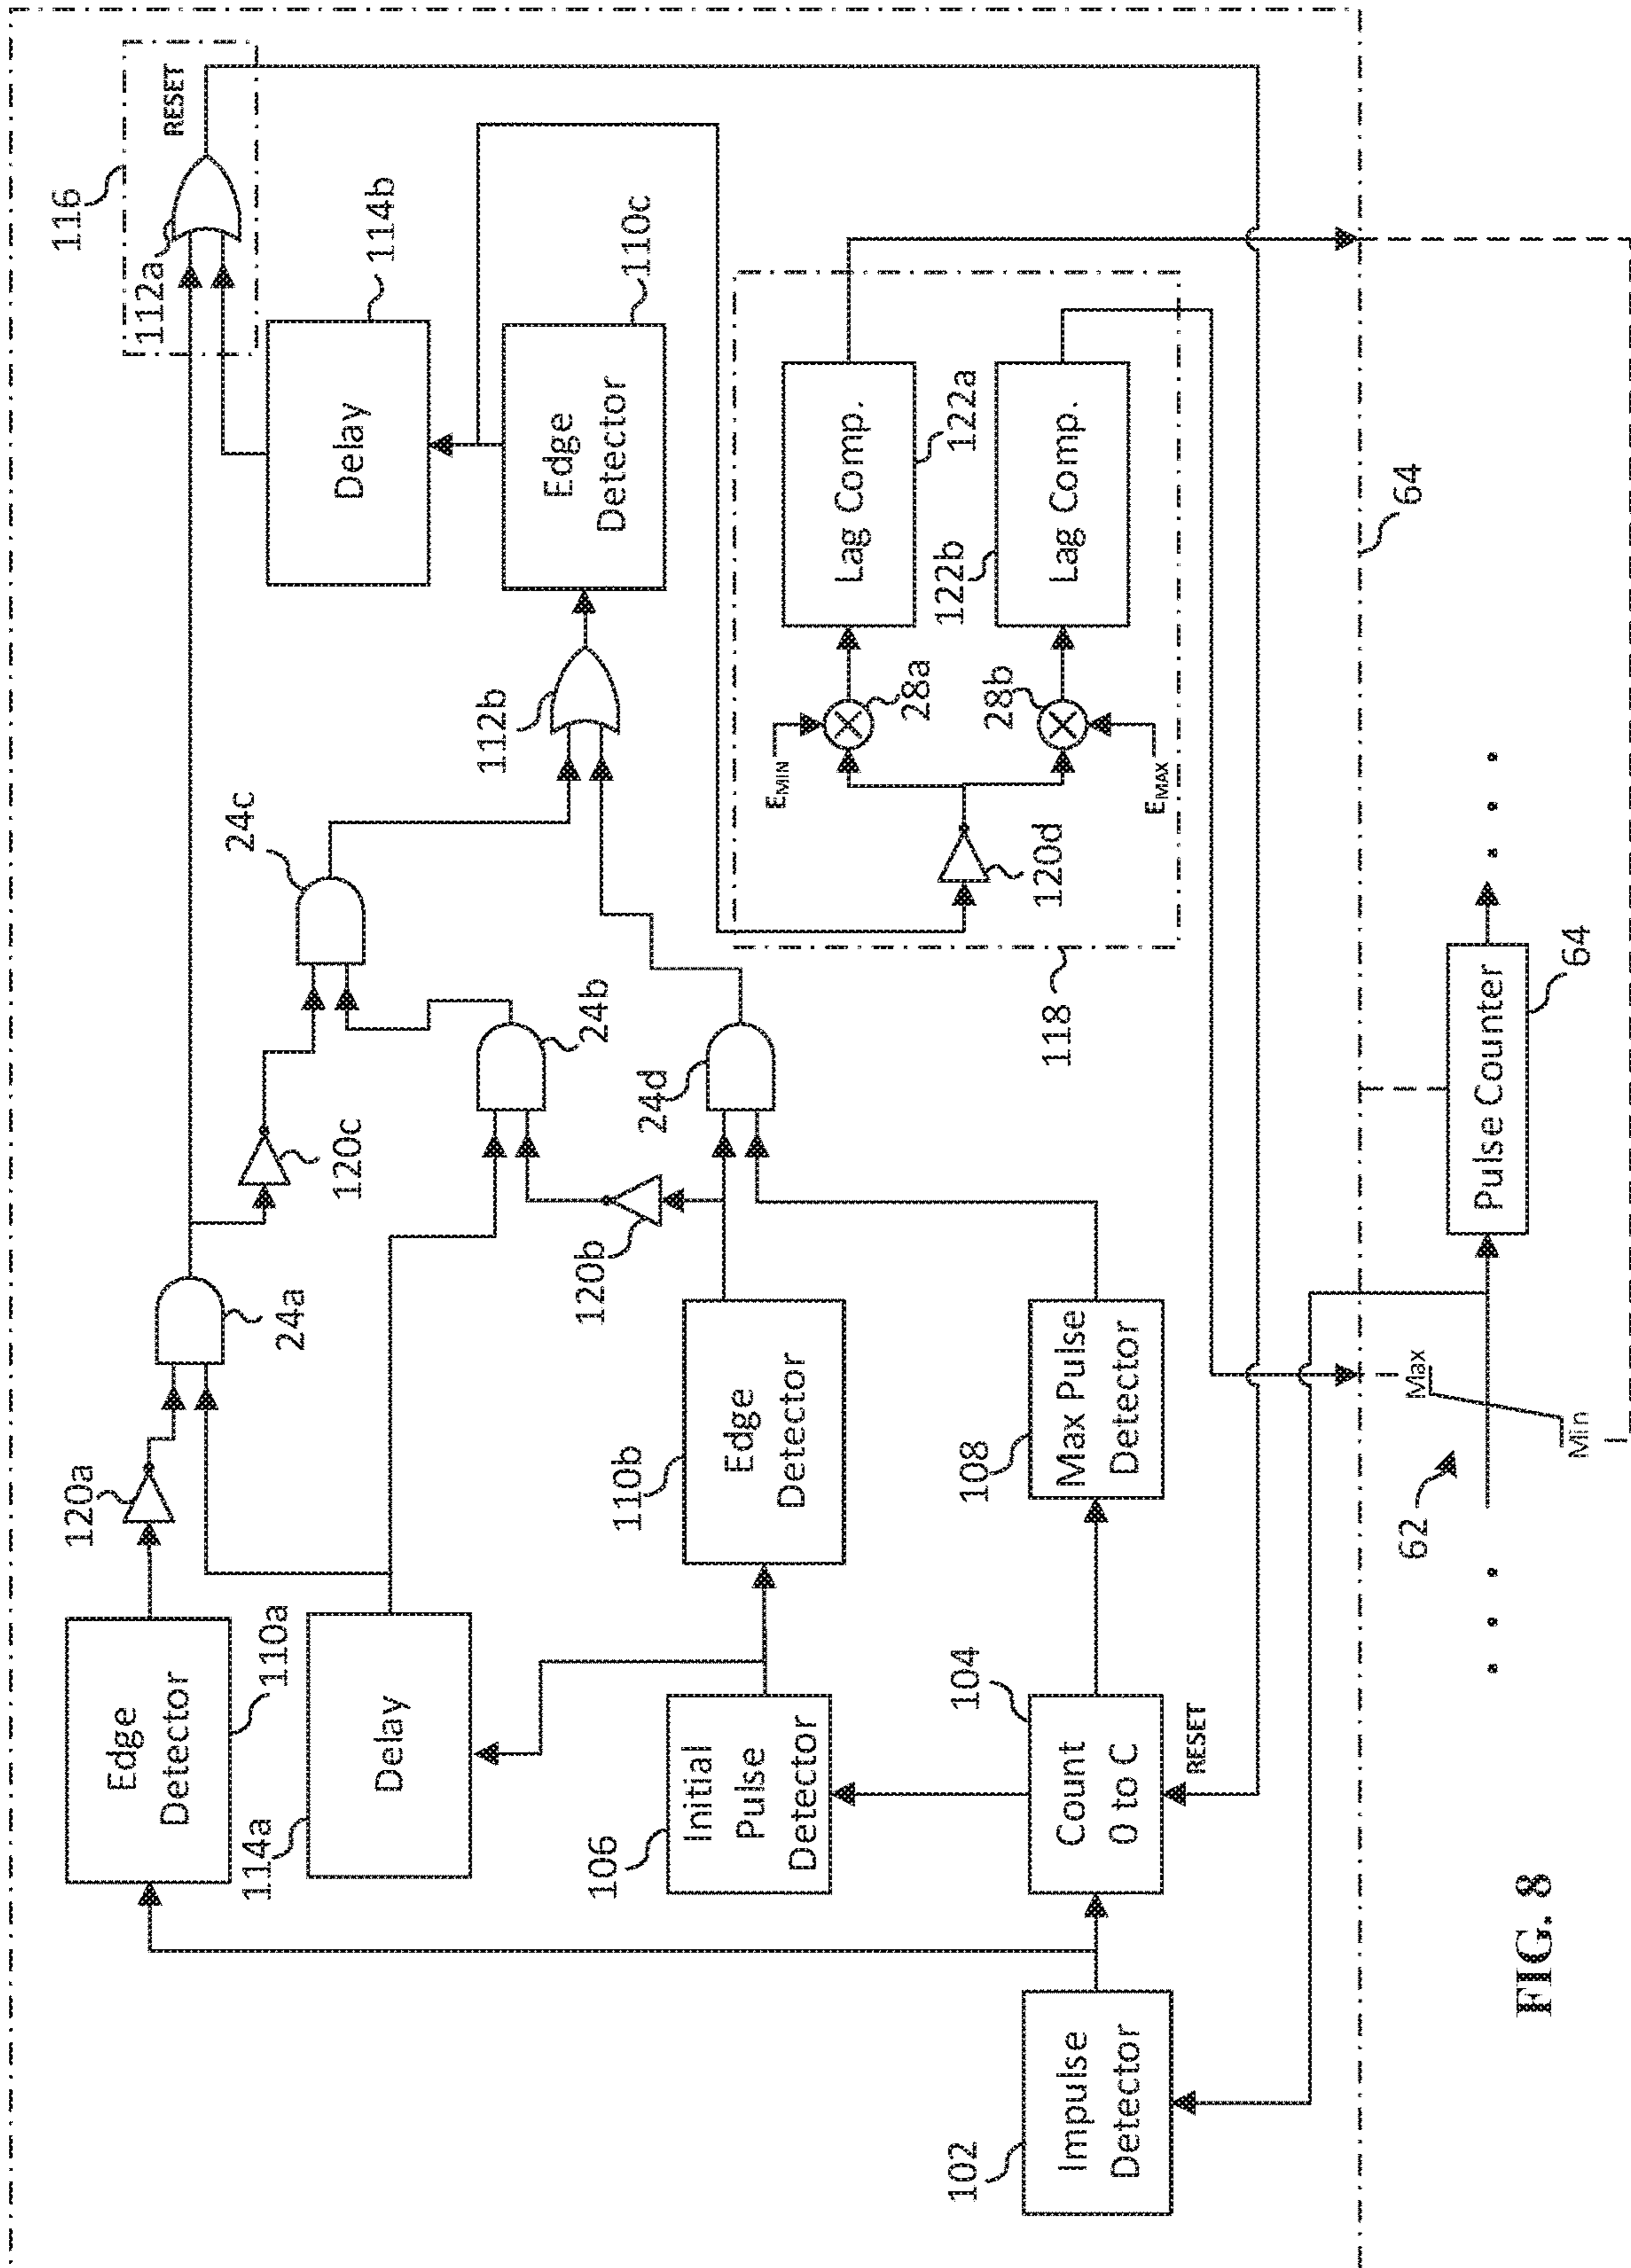 116
112a
RESET
Edge
Detector
110a
120a
24a
120c
24c
Delay
114b
114a
Delay
112b
Edge
Detector
110c
106
Initial
Pulse
Detector
110b
Edge
Detector
120b
24b
24d
118
120d
E MIN
28a
Lag Comp.
122a
E MAX
28b
Lag Comp.
122b
102
Impulse
Detector
104
Count
0 to C
RESET
108
Max Pulse
Detector
64
62
Max
Min
Pulse Counter
64
FIG. 8